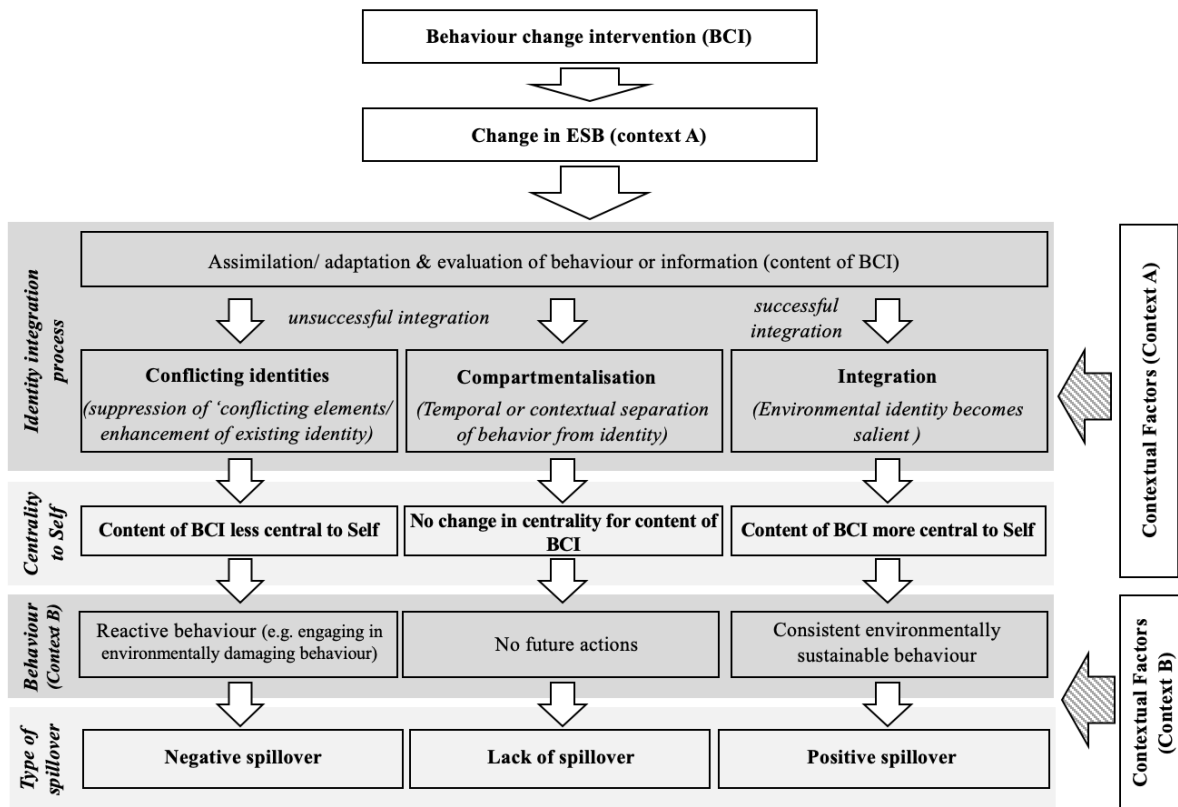 Behaviour change intervention (BCI)
Change in ESB (context A)
Identity integration
process
Assimilation/ adaptation & evaluation of behaviour or information (content of BCI)
unsuccessful integration
successful
integration
Conflicting identities
(suppression of ‘conflicting elements/
enhancement of existing identity)
Compartmentalisation
(Temporal or contextual separation
of behavior from identity)
Integration
(Environmental identity becomes
salient )
Contextual Factors (Context A)
Centrality
to Self
Content of BCI less central to Self
No change in centrality for content of
BCI
Content of BCI more central to Self
Behaviour
(Context B)
Reactive behaviour (e.g. engaging in
environmentally damaging behaviour)
No future actions
Consistent environmentally
sustainable behaviour
Contextual Factors
(Context B)
Type of
spillover
Negative spillover
Lack of spillover
Positive spillover